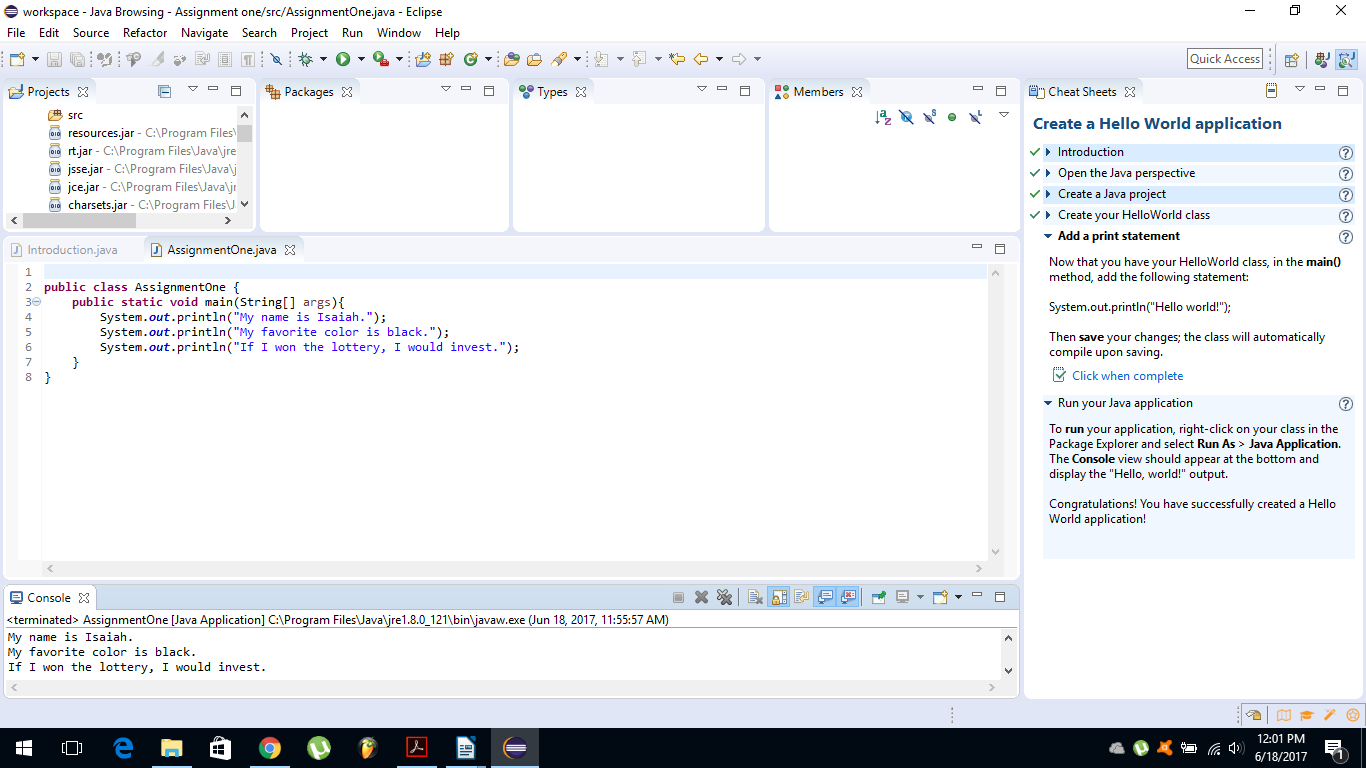 workspace - Java Browsing - Assignment one/src/AssignmentOne.java - Eclipse
File Edit Source Refactor Navigate Search Project Run Window Help
Quick Access
Projects
src
resources.jar - C:\Program Files\
rt.jar - C:\Program Files\Java\jre
jsse.jar - C:\Program Files\Java\j
jce.jar - C:\Program Files\Java\jr
charsets.jar - C:\Program Files\J
Packages
Types
Members
Introduction.java
AssignmentOne.java
1
2 public class AssignmentOne {
3 public static void main(String[] args){
4 System.out.println("My name is Isaiah.");
5 System.out.println("My favorite color is black.");
6 System.out.println("If I won the lottery, I would invest.");
7 }
8 }
Console
<terminated> AssignmentOne [Java Application] C:\Program Files\Java\jre1.8.0_121\bin\javaw.exe (Jun 18, 2017, 11:55:57 AM)
My name is Isaiah.
My favorite color is black.
If I won the lottery, I would invest.
Cheat Sheets
Create a Hello World application
Introduction
Open the Java perspective
Create a Java project
Create your HelloWorld class
Add a print statement
Now that you have your HelloWorld class, in the main()
method, add the following statement:
System.out.println("Hello world!");
Then save your changes; the class will automatically
compile upon saving.
Click when complete
Run your Java application
To run your application, right-click on your class in the
Package Explorer and select Run As > Java Application.
The Console view should appear at the bottom and
display the "Hello, world!" output.
Congratulations! You have successfully created a Hello
World application!
12:01 PM
6/18/2017
1